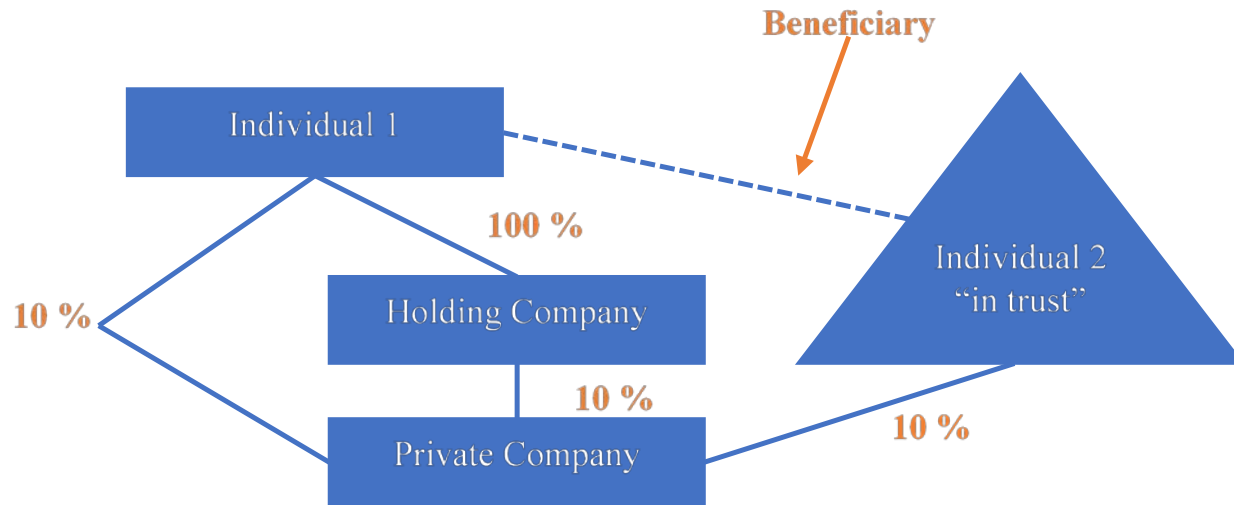 Beneficiary
Individual 1
100 %
Individual 2
“in trust”
Holding Company
10 %
10 %
10 %
Private Company